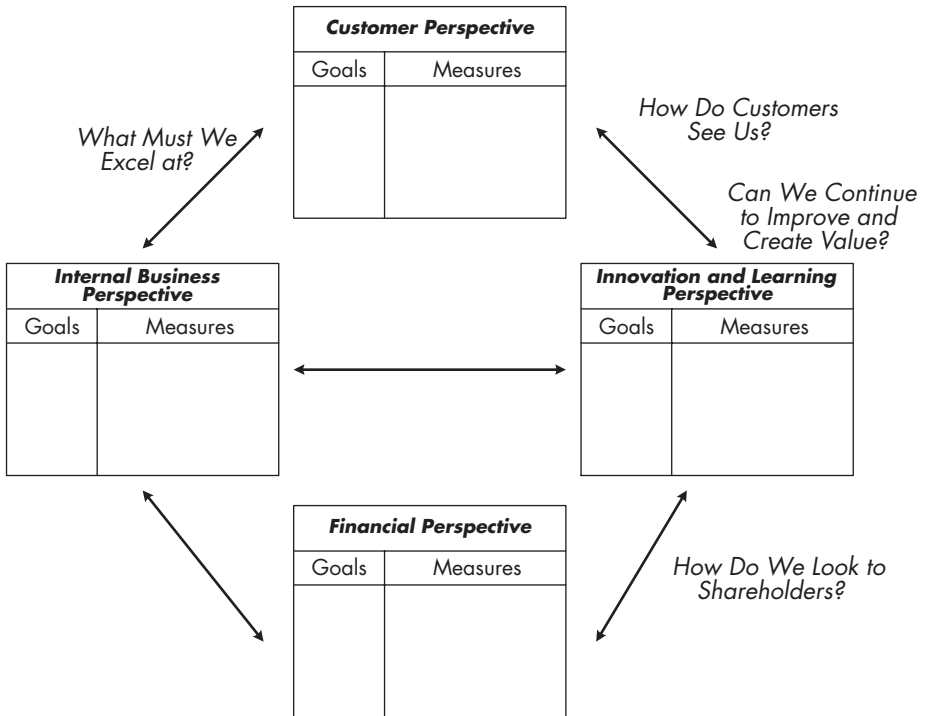 Customer Perspective
Goals Measures
How Do Customers
See Us?
What Must We
Excel at?
Can We Continue
to Improve and
Create Value?
Internal Business
Perspective
Goals Measures
Innovation and Learning
Perspective
Goals Measures
Financial Perspective
Goals Measures
How Do We Look to
Shareholders?